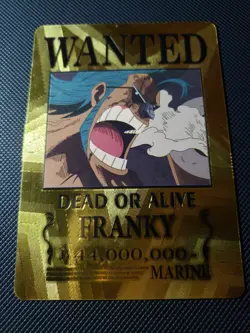 WANTED
DEAD OR ALIVE
FRANKY
44,000,000-
MARINE